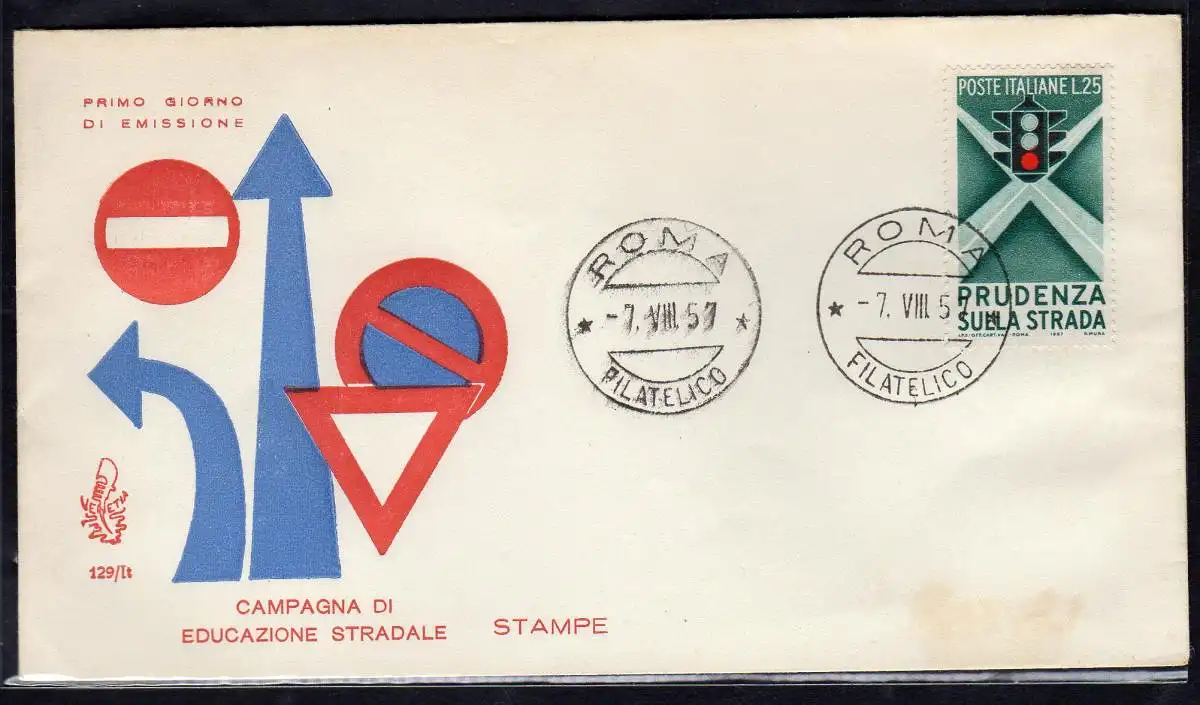 PRIMO GIORNO
DI EMISSIONE
129/It
CAMPAGNA DI
EDUCAZIONE STRADALE
STAMPE
ROMA
-7. VIII. 57
FILATELICO
ROMA
-7. VIII. 5
FILATELICO
POSTE ITALIANE L.25
PRUDENZA
SULLA STRADA